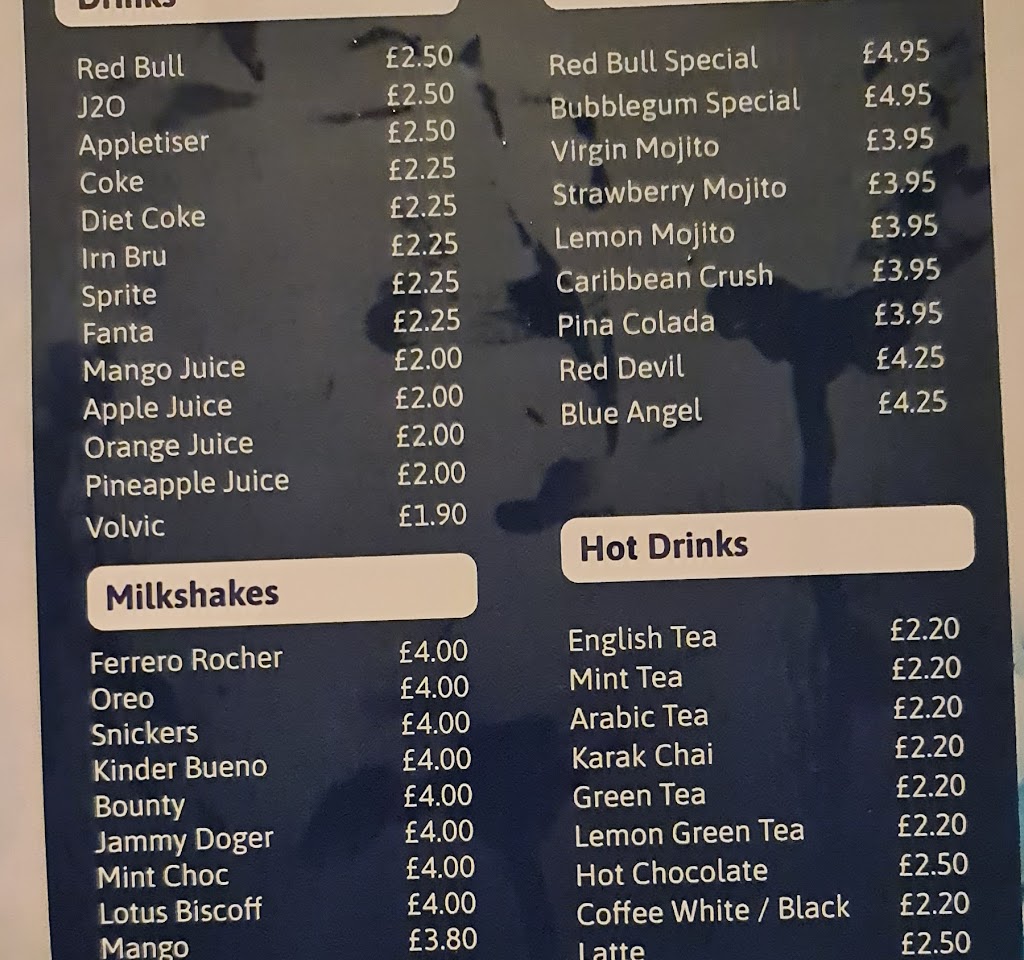 Drinks
Red Bull £2.50
J2O £2.50
Appletiser £2.50
Coke £2.25
Diet Coke £2.25
Irn Bru £2.25
Sprite £2.25
Fanta £2.25
Mango Juice £2.00
Apple Juice £2.00
Orange Juice £2.00
Pineapple Juice £2.00
Volvic £1.90
Milkshakes
Ferrero Rocher £4.00
Oreo £4.00
Snickers £4.00
Kinder Bueno £4.00
Bounty £4.00
Jammy Doger £4.00
Mint Choc £4.00
Lotus Biscoff £4.00
Mango £3.80
Red Bull Special £4.95
Bubblegum Special £4.95
Virgin Mojito £3.95
Strawberry Mojito £3.95
Lemon Mojito £3.95
Caribbean Crush £3.95
Pina Colada £3.95
Red Devil £4.25
Blue Angel £4.25
Hot Drinks
English Tea £2.20
Mint Tea £2.20
Arabic Tea £2.20
Karak Chai £2.20
Green Tea £2.20
Lemon Green Tea £2.20
Hot Chocolate £2.50
Coffee White / Black £2.20
Latte £2.50